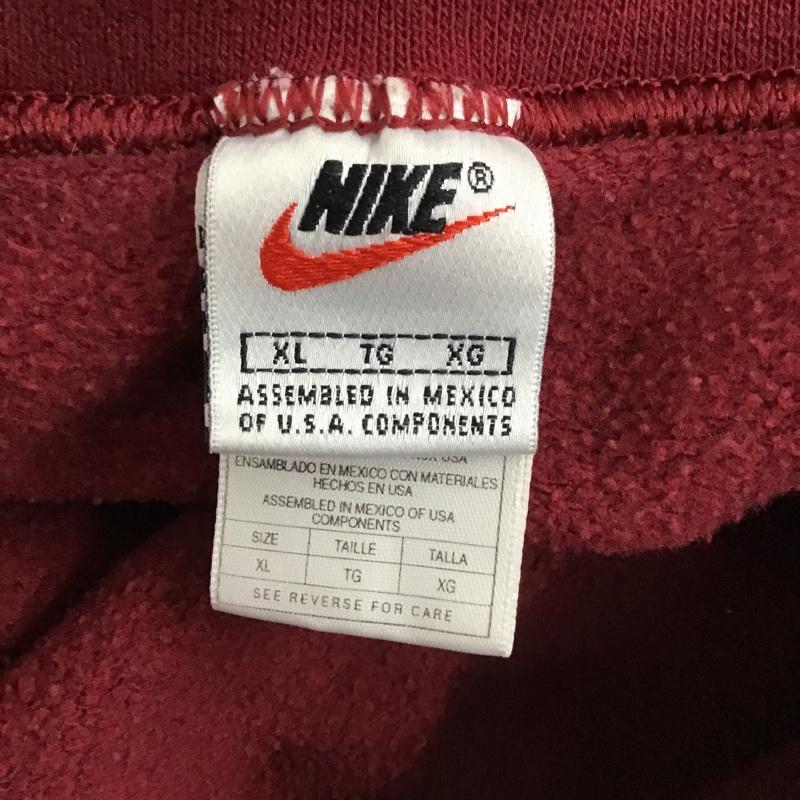 NIKE®
XL TG XG
ASSEMBLED IN MEXICO
OF U.S.A. COMPONENTS
USA
ENSAMBLADO EN MEXICO CON MATERIALES
HECHOS EN USA
ASSEMBLED IN MEXICO OF USA
COMPONENTS
SIZE TAILLE TALLA
XL TG XG
SEE REVERSE FOR CARE